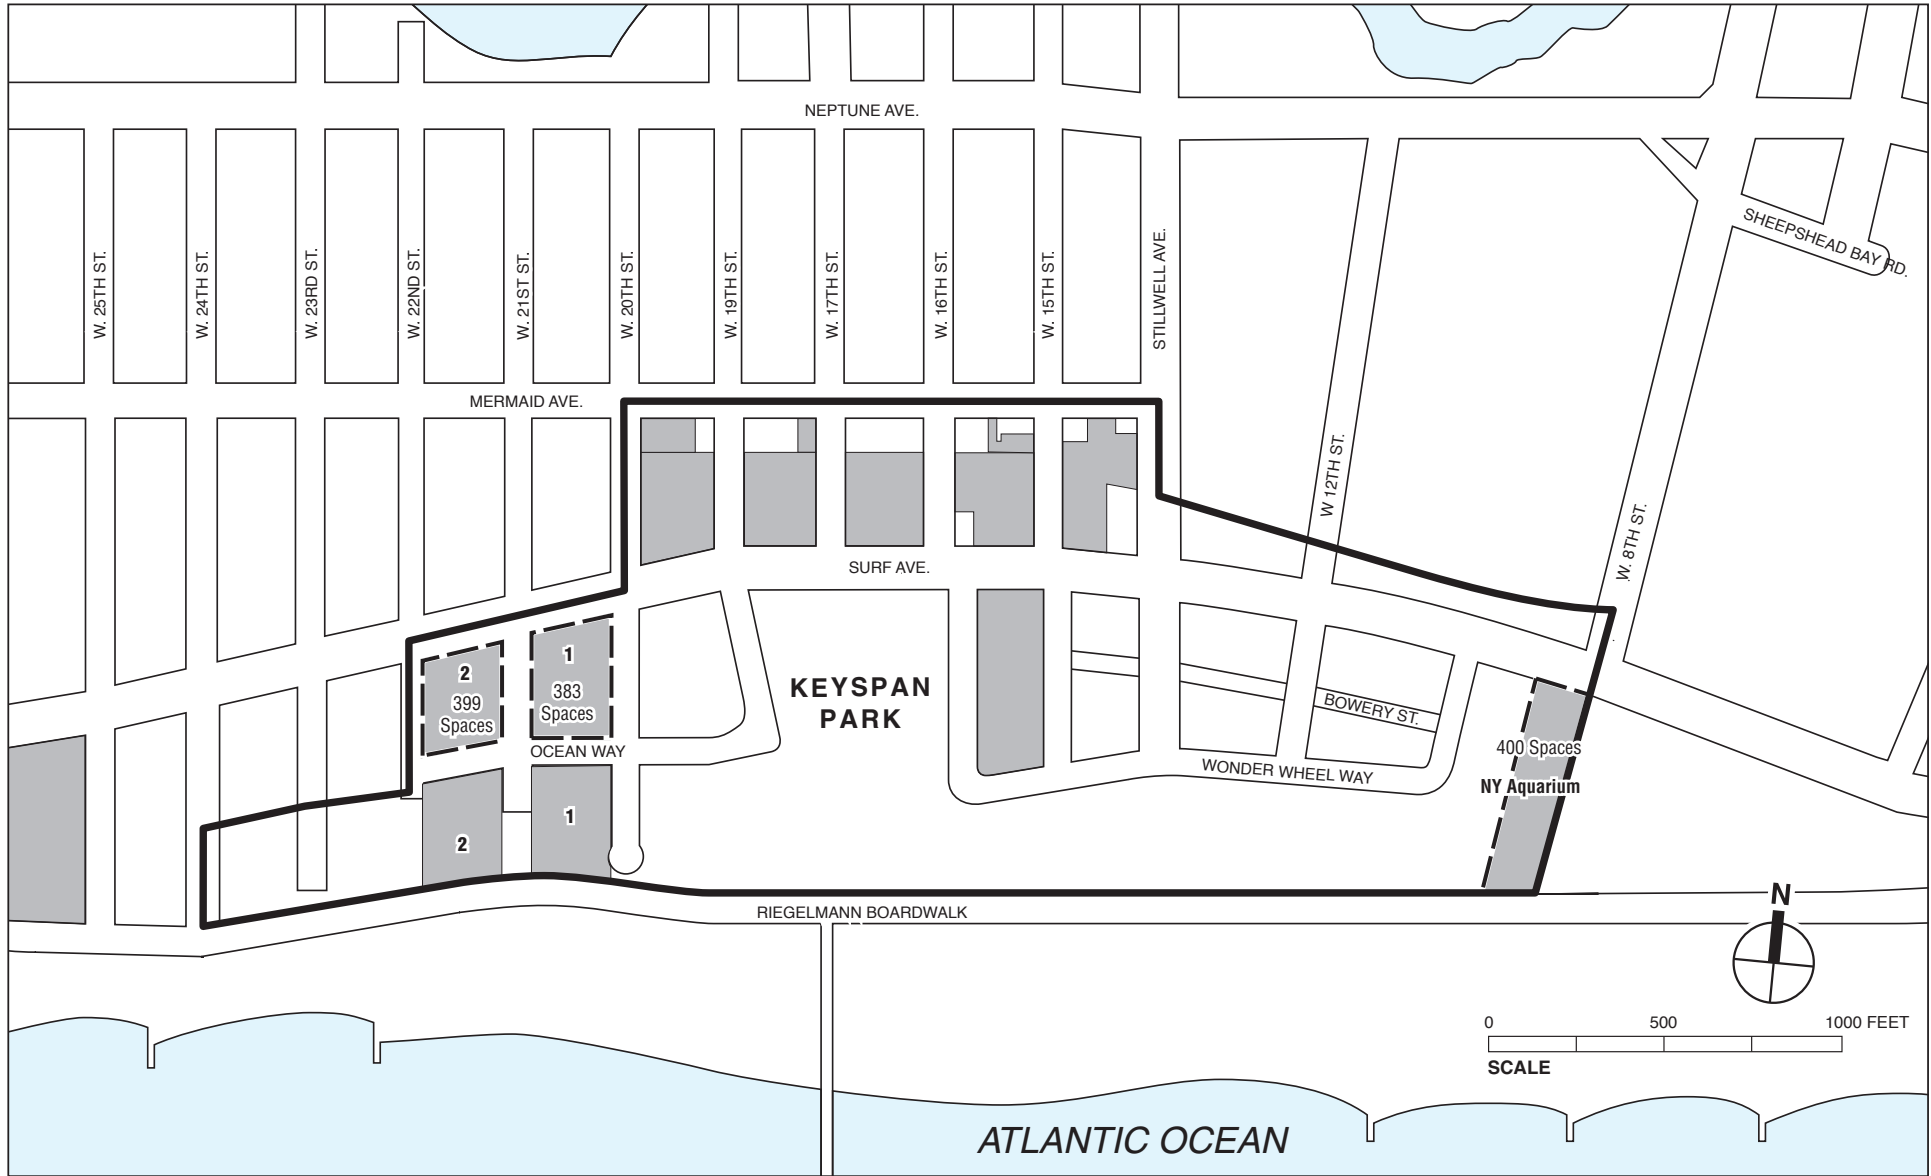 NEPTUNE AVE.
SHEEPSHEAD BAY RD.
W. 25TH ST.
W. 24TH ST.
W. 23RD ST.
W. 22ND ST.
W. 21ST ST.
W. 20TH ST.
W. 19TH ST.
W. 17TH ST.
W. 16TH ST.
W. 15TH ST.
STILLWELL AVE.
MERMAID AVE.
W 12TH ST.
W. 8TH ST.
SURF AVE.
2
399
Spaces
1
383
Spaces
KEYSPAN
PARK
BOWERY ST.
OCEAN WAY
WONDER WHEEL WAY
400 Spaces
NY Aquarium
2
1
RIEGELMANN BOARDWALK
N
0 500 1000 FEET
SCALE
ATLANTIC OCEAN